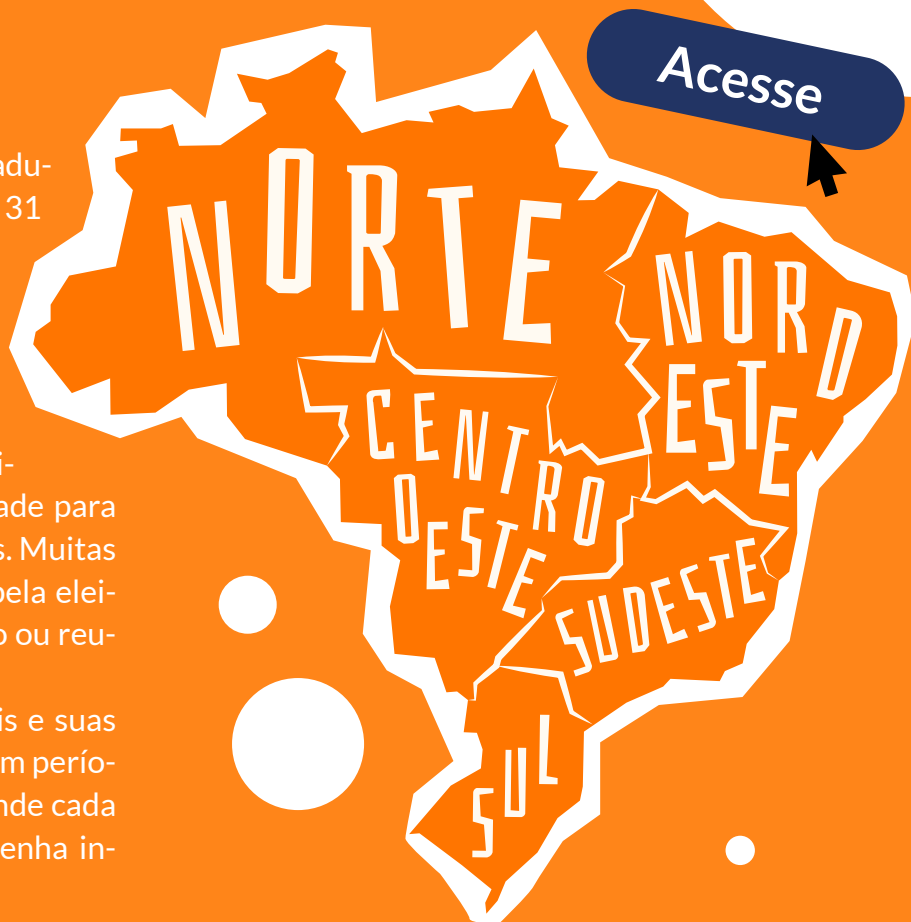 Acesse
adu-
31
i-
ade para
s. Muitas
pela elei-
o ou reu-
is e suas
m perío-
nde cada
enha in-
NORTE
NORD
ESTE
CENTRO
OESTE
SUDESTE
SUL